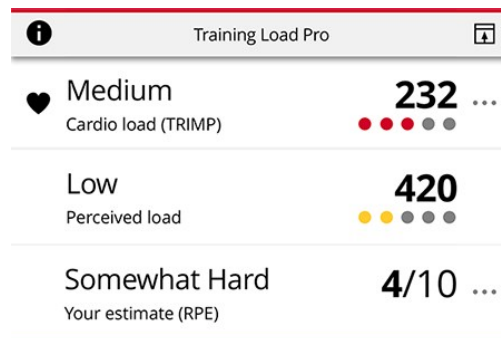 Training Load Pro
Medium 232
Cardio load (TRIMP)
Low 420
Perceived load
Somewhat Hard 4/10
Your estimate (RPE)